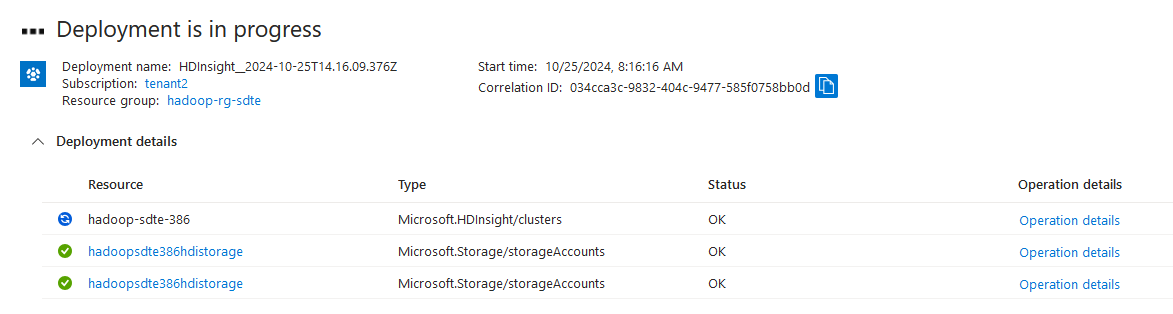 Deployment is in progress
Deployment name: HDInsight__2024-10-25T14.16.09.376Z
Subscription: tenant2
Resource group: hadoop-rg-sdte
Start time: 10/25/2024, 8:16:16 AM
Correlation ID: 034cca3c-9832-404c-9477-585f0758bb0d
Deployment details
Resource Type Status Operation details
hadoop-sdte-386 Microsoft.HDInsight/clusters OK Operation details
hadoopsdte386hdistorage Microsoft.Storage/storageAccounts OK Operation details
hadoopsdte386hdistorage Microsoft.Storage/storageAccounts OK Operation details